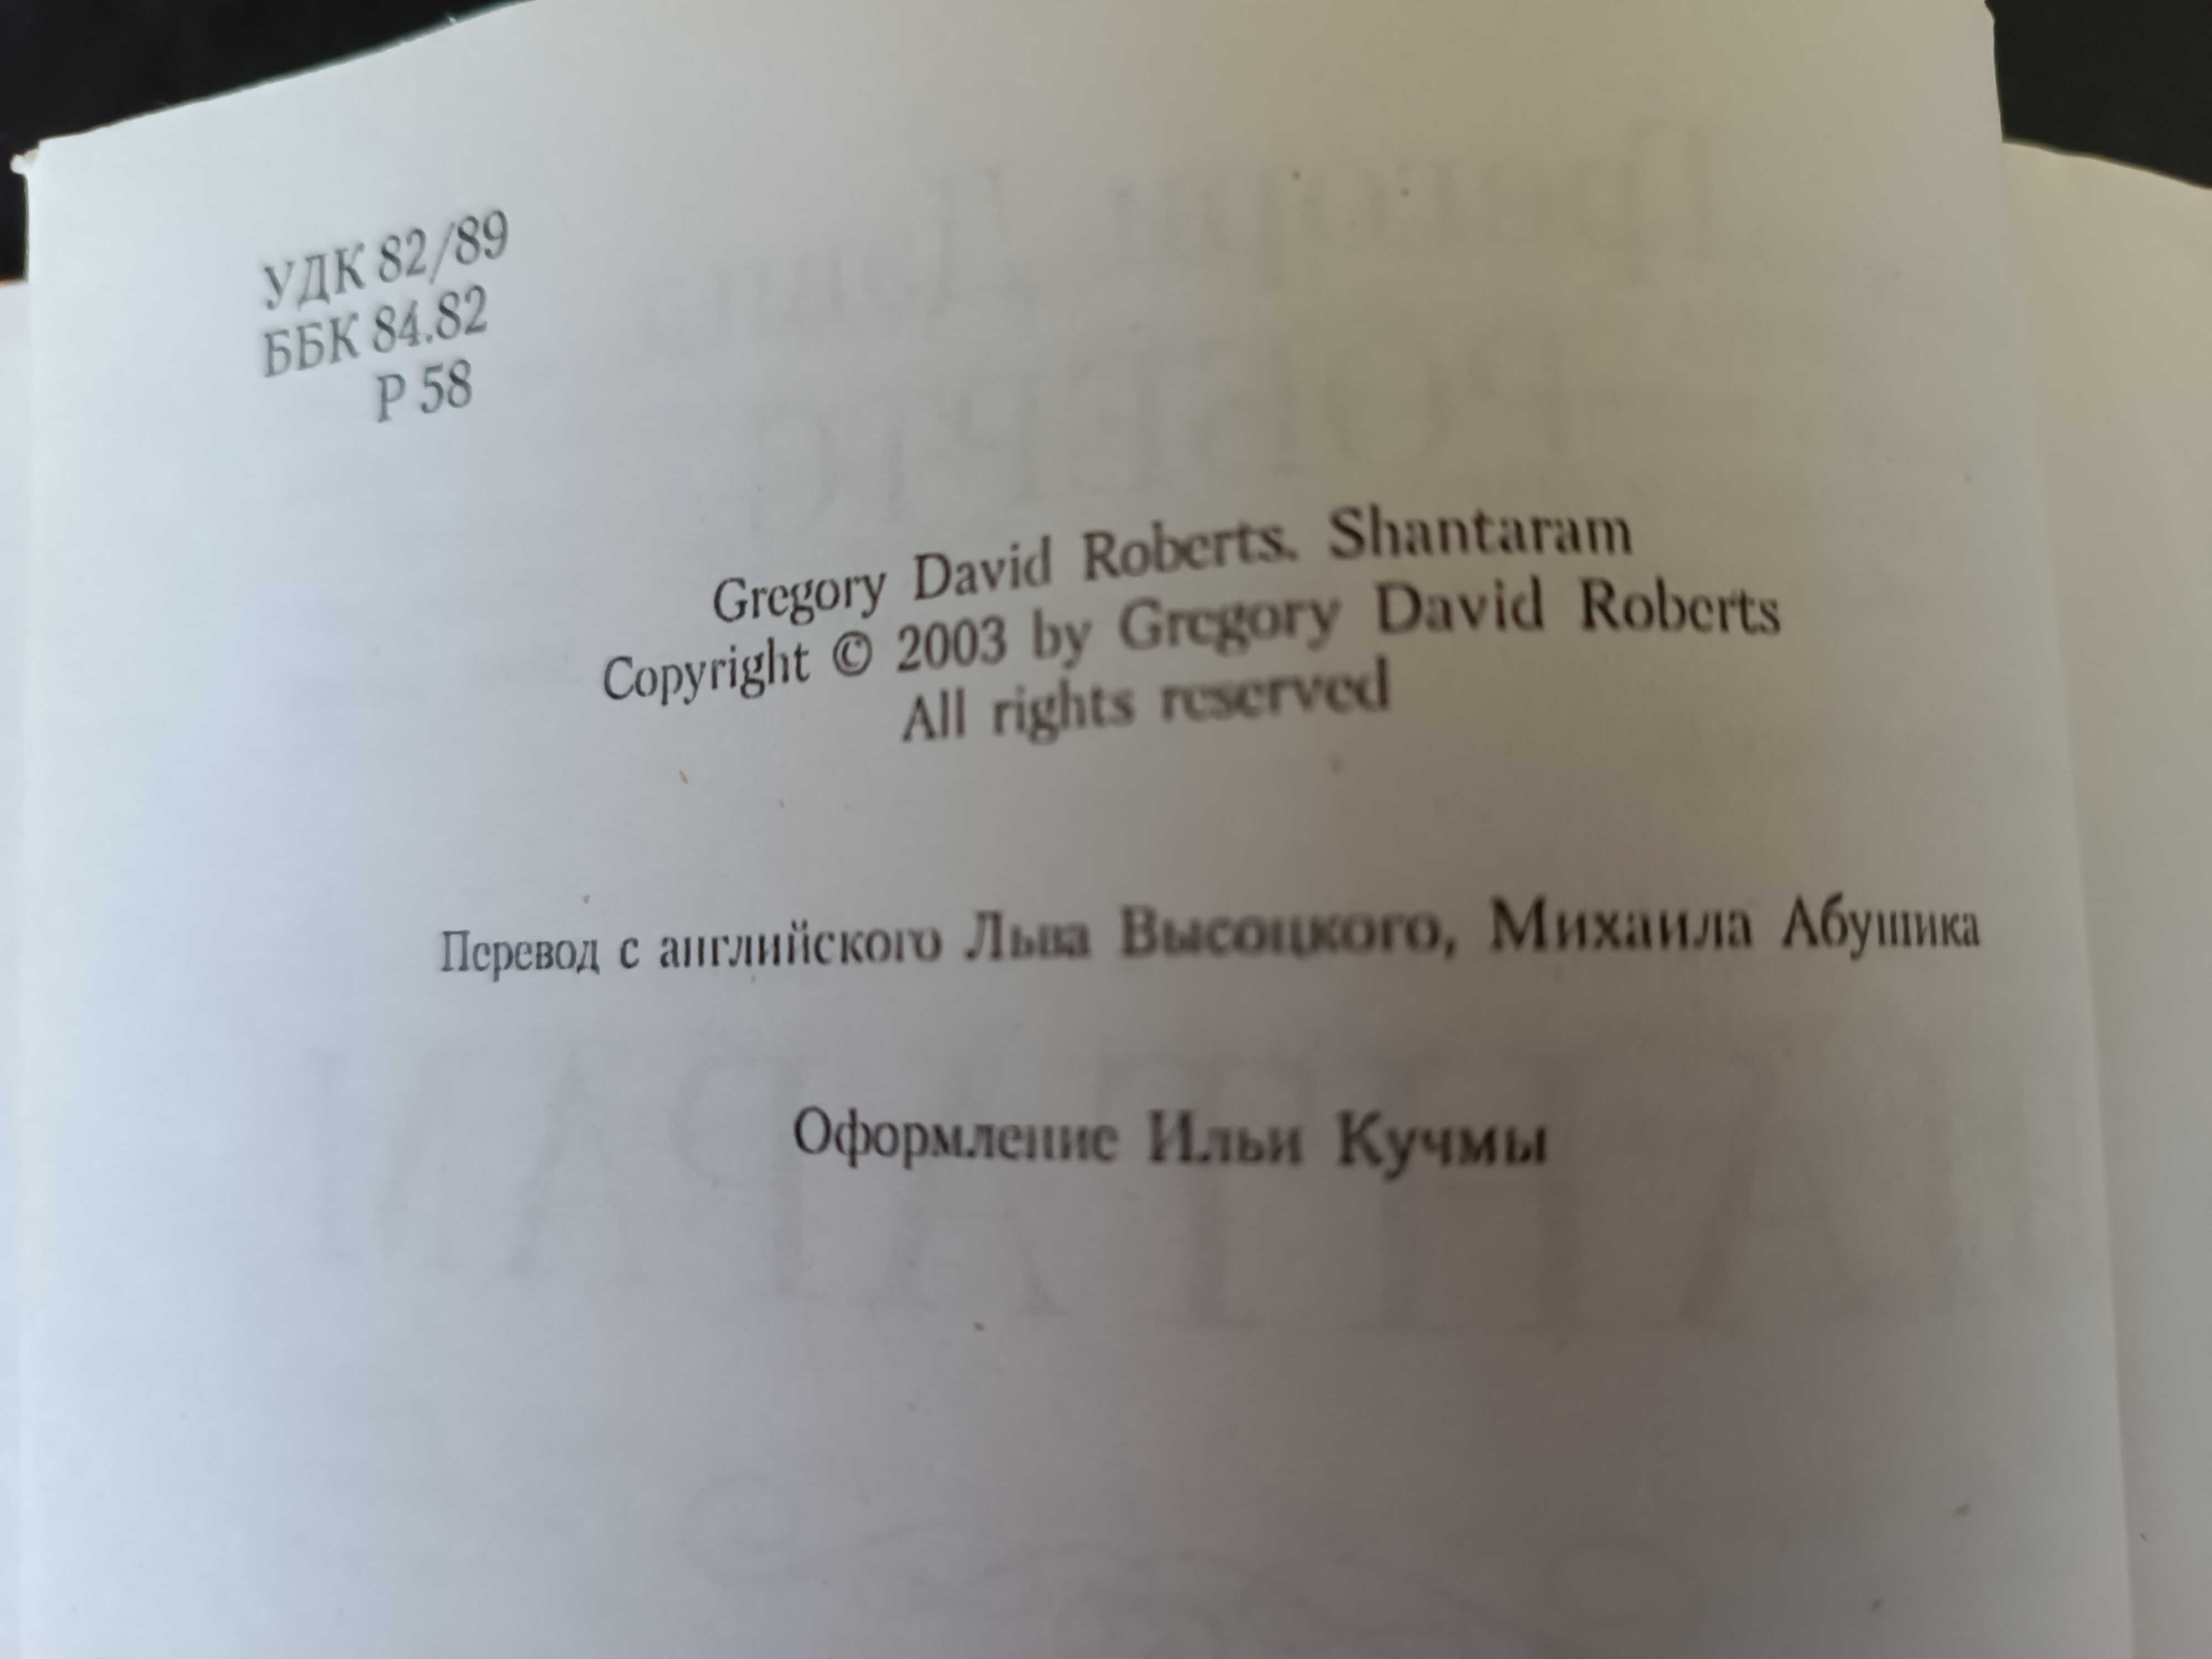 УДК 82/89
ББК 84.82
Р 58
Gregory David Roberts. Shantaram
Copyright © 2003 by Gregory David Roberts
All rights reserved
Перевод с английского Льва Высоцкого, Михаила Абушика
Оформление Ильи Кучмы